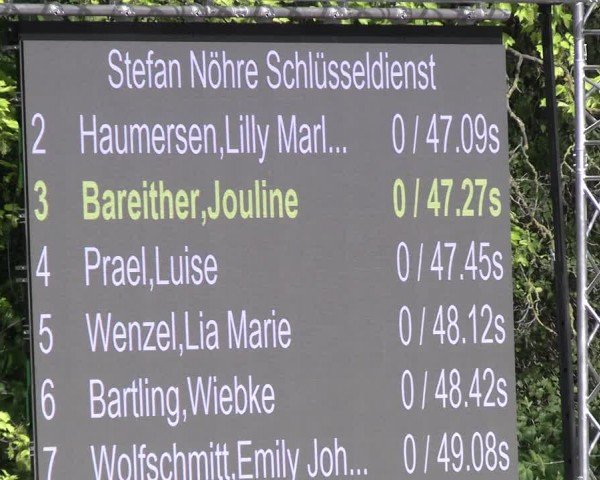 Stefan Nöhre Schlüsseldienst
2 Haumersen,Lilly Marl... 0 / 47.09s
3 Bareither,Jouline 0 / 47.27s
4 Prael,Luise 0 / 47.45s
5 Wenzel,Lia Marie 0 / 48.12s
6 Bartling,Wiebke 0 / 48.42s
7 Wolfschmitt,Emily Joh... 0 / 49.08s